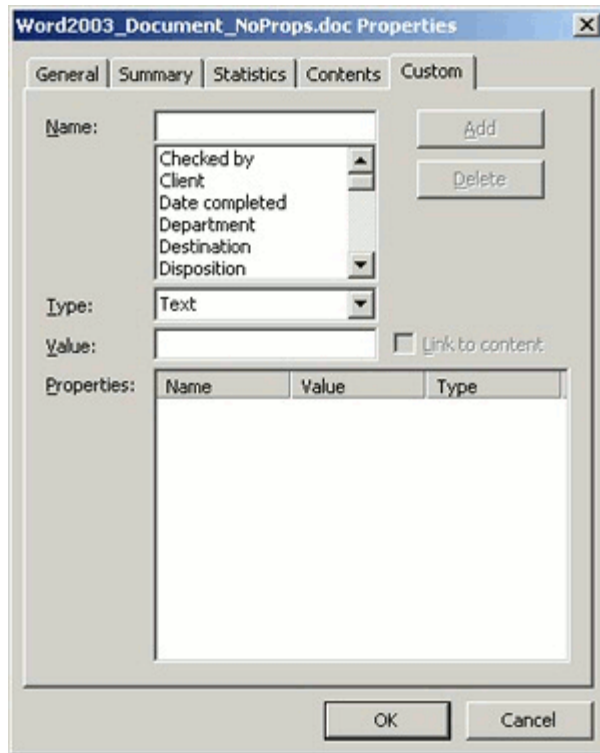 Word2003_Document_NoProps.doc Properties
General Summary Statistics Contents Custom
Name:
Add
Checked by
Client
Date completed
Department
Destination
Disposition
Delete
Type: Text
Value:
Link to content
Properties:
Name Value Type
OK Cancel